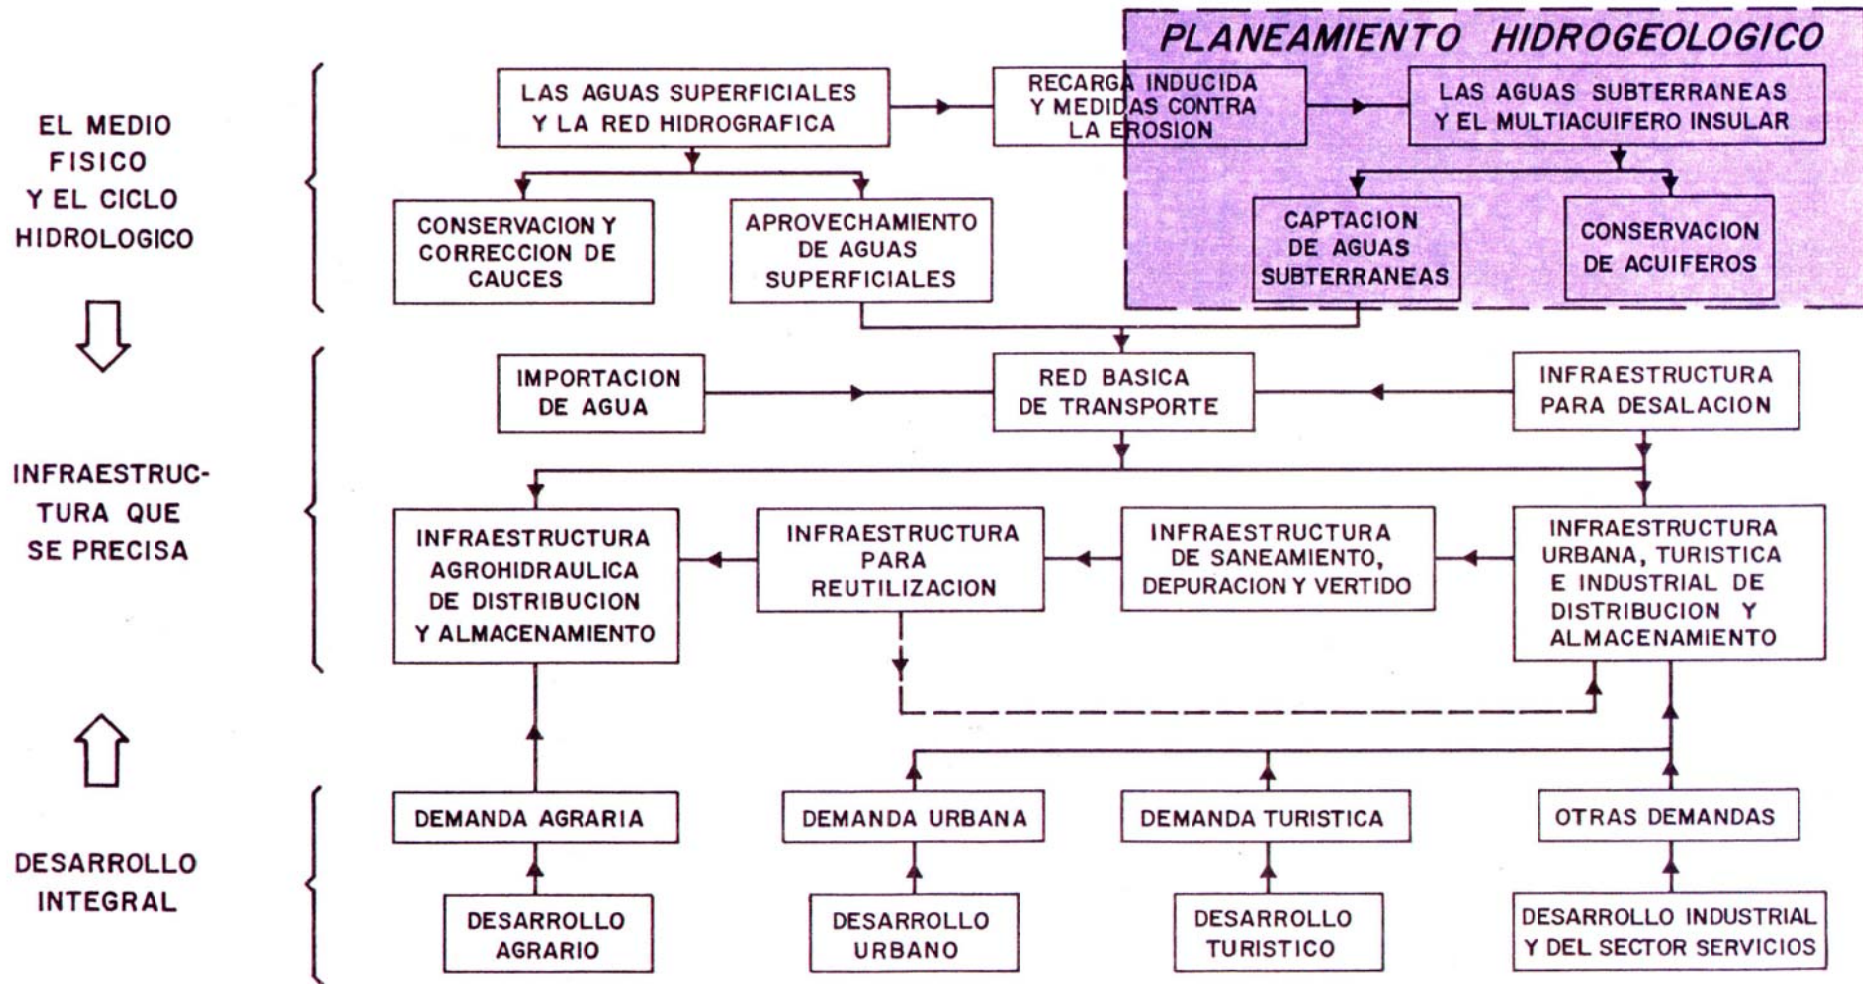 PLANEAMIENTO HIDROGEOLOGICO
EL MEDIO
FISICO
Y EL CICLO
HIDROLOGICO
LAS AGUAS SUPERFICIALES
Y LA RED HIDROGRAFICA
RECARGA INDUCIDA
Y MEDIDAS CONTRA
LA EROSION
LAS AGUAS SUBTERRANEAS
Y EL MULTIACUIFERO INSULAR
CONSERVACION Y
CORRECCION DE
CAUCES
APROVECHAMIENTO
DE AGUAS
SUPERFICIALES
CAPTACION
DE AGUAS
SUBTERRANEAS
CONSERVACION
DE ACUIFEROS
INFRAESTRUC-
TURA QUE
SE PRECISA
IMPORTACION
DE AGUA
RED BASICA
DE TRANSPORTE
INFRAESTRUCTURA
PARA DESALACION
INFRAESTRUCTURA
AGROHIDRAULICA
DE DISTRIBUCION
Y ALMACENAMIENTO
INFRAESTRUCTURA
PARA
REUTILIZACION
INFRAESTRUCTURA
DE SANEAMIENTO,
DEPURACION Y VERTIDO
INFRAESTRUCTURA
URBANA, TURISTICA
E INDUSTRIAL DE
DISTRIBUCION Y
ALMACENAMIENTO
DESARROLLO
INTEGRAL
DEMANDA AGRARIA
DEMANDA URBANA
DEMANDA TURISTICA
OTRAS DEMANDAS
DESARROLLO
AGRARIO
DESARROLLO
URBANO
DESARROLLO
TURISTICO
DESARROLLO INDUSTRIAL
Y DEL SECTOR SERVICIOS